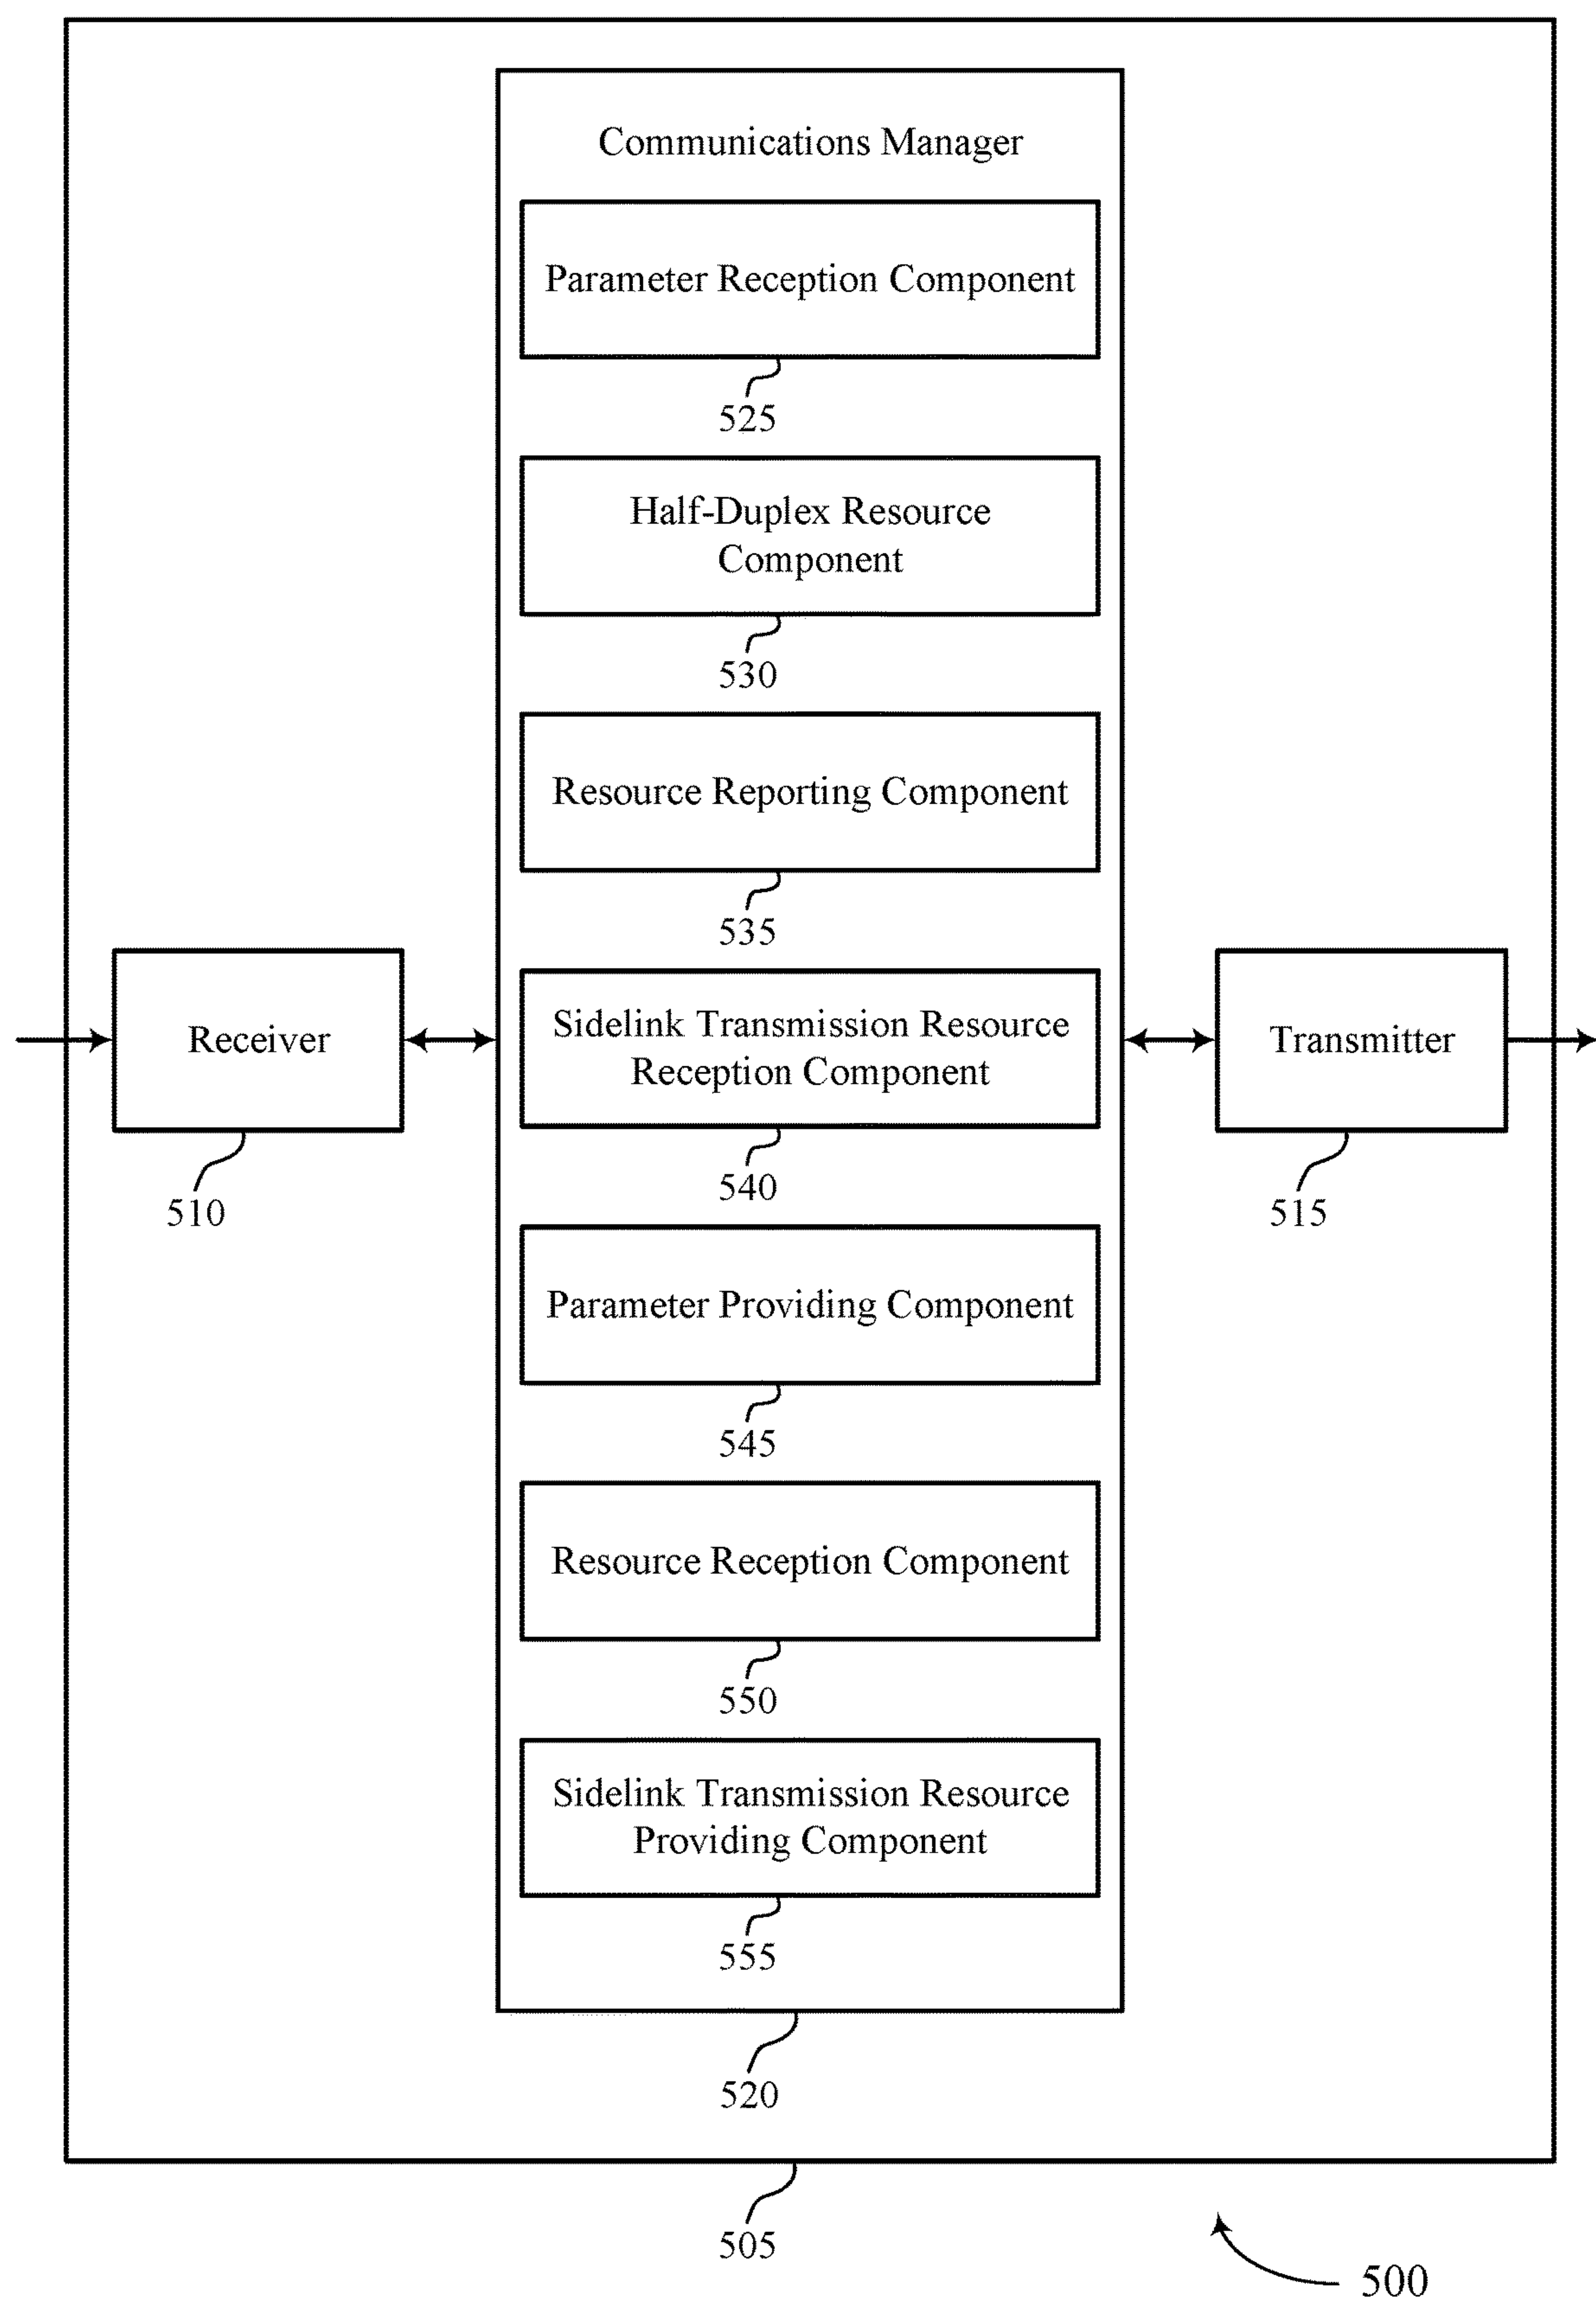 Communications Manager
Parameter Reception Component
525
Half-Duplex Resource
Component
530
Resource Reporting Component
535
Receiver
510
Sidelink Transmission Resource
Reception Component
540
Transmitter
515
Parameter Providing Component
545
Resource Reception Component
550
Sidelink Transmission Resource
Providing Component
555
520
505
500